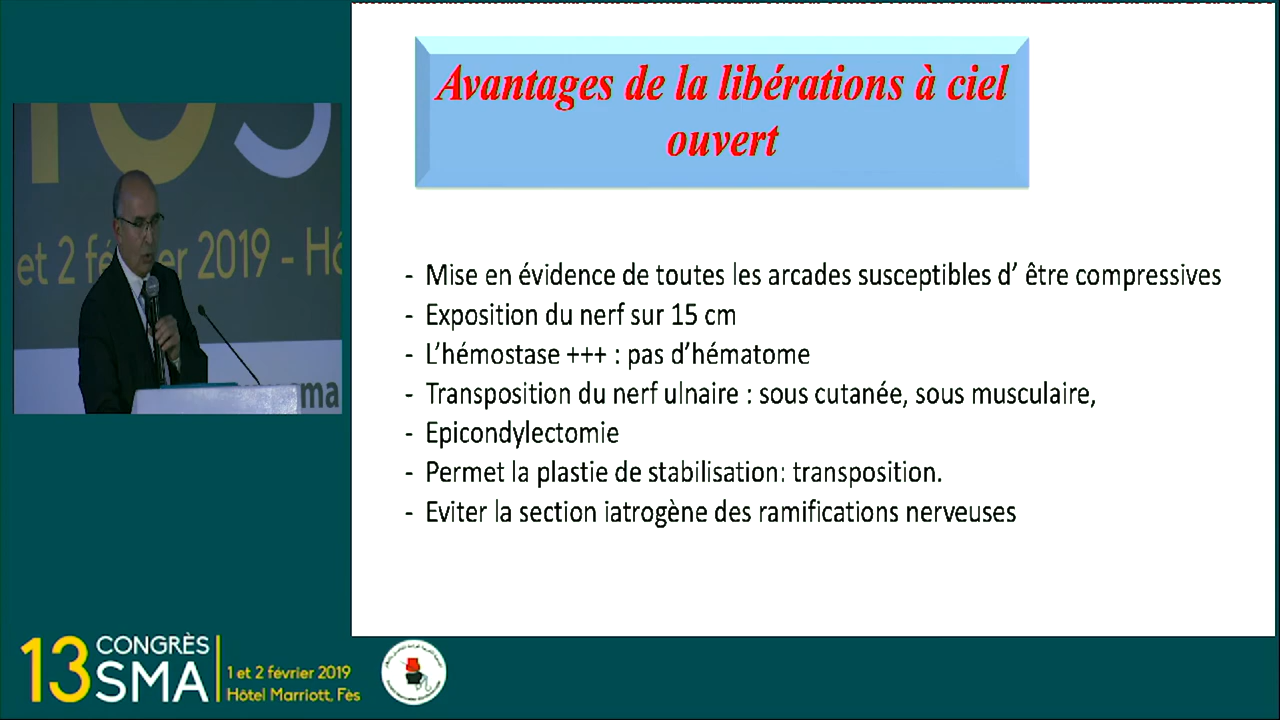 Avantages de la libérations à ciel
ouvert
- Mise en évidence de toutes les arcades susceptibles d’ être compressives
- Exposition du nerf sur 15 cm
- L’hémostase +++ : pas d’hématome
- Transposition du nerf ulnaire : sous cutanée, sous musculaire,
- Epicondylectomie
- Permet la plastie de stabilisation: transposition.
- Eviter la section iatrogène des ramifications nerveuses
et 2 fé er 2019 - Hô
sma
13 CONGRÈS
SMA
1 et 2 février 2019
Hôtel Marriott, Fès